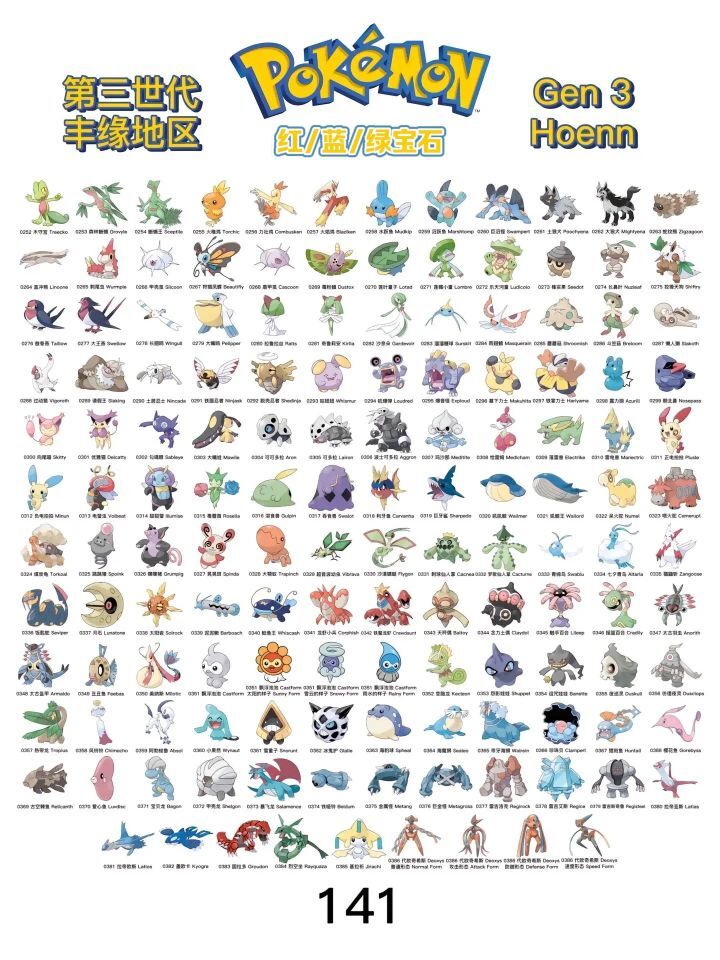 第三世代
丰缘地区
POKéMON
红/蓝/绿宝石
Gen 3
Hoenn
0252 木守宫 Treecko 0253 森林蜥蜴 Grovyle 0254 蜥蜴王 Sceptile 0255 火稚鸡 Torchic 0256 力壮鸡 Combusken 0257 火焰鸡 Blaziken 0258 水跃鱼 Mudkip 0259 沼跃鱼 Marshtomp 0260 巨沼怪 Swampert 0261 土狼犬 Poochyena 0262 大狼犬 Mightyena 0263 蛇纹熊 Zigzagoon
0264 直冲熊 Linoone 0265 刺尾虫 Wurmple 0266 甲壳茧 Silcoon 0267 狩猎凤蝶 Beautifly 0268 盾甲茧 Cascoon 0269 毒粉蛾 Dustox 0270 莲叶童子 Lotad 0271 莲帽小童 Lombre 0272 乐天河童 Ludicolo 0273 橡实果 Seedot 0274 长鼻叶 Nuzleaf 0275 狡猾天狗 Shiftry
0276 傲骨燕 Taillow 0277 大王燕 Swellow 0278 长翅鸥 Wingull 0279 大嘴鸥 Pelipper 0280 拉鲁拉丝 Ralts 0281 奇鲁莉安 Kirlia 0282 沙奈朵 Gardevoir 0283 溜溜糖球 Surskit 0284 雨翅蛾 Masquerain 0285 蘑蘑菇 Shroomish 0286 斗笠菇 Breloom 0287 懒人獭 Slakoth
0288 过动猿 Vigoroth 0289 请假王 Slaking 0290 土居忍士 Nincada 0291 铁面忍者 Ninjask 0292 脱壳忍者 Shedinja 0293 咕妞妞 Whismur 0294 吼爆弹 Loudred 0295 爆音怪 Exploud 0296 幕下力士 Makuhita 0297 铁掌力士 Hariyama 0298 露力丽 Azurill 0299 朝北鼻 Nosepass
0300 向尾喵 Skitty 0301 优雅猫 Delcatty 0302 勾魂眼 Sableye 0303 大嘴娃 Mawile 0304 可可多拉 Aron 0305 可多拉 Lairon 0306 波士可多拉 Aggron 0307 玛沙那 Meditite 0308 恰雷姆 Medicham 0309 落雷兽 Electrike 0310 雷电兽 Manectric 0311 正电拍拍 Plusle
0312 负电拍拍 Minun 0313 电萤虫 Volbeat 0314 甜甜萤 Illumise 0315 毒蔷薇 Roselia 0316 溶食兽 Gulpin 0317 吞食兽 Swalot 0318 利牙鱼 Carvanha 0319 巨牙鲨 Sharpedo 0320 吼吼鲸 Wailmer 0321 吼鲸王 Wailord 0322 呆火驼 Numel 0323 喷火驼 Camerupt
0324 煤炭龟 Torkoal 0325 跳跳猪 Spoink 0326 噗噗猪 Grumpig 0327 晃晃斑 Spinda 0328 大颚蚁 Trapinch 0329 超音波幼虫 Vibrava 0330 沙漠蜻蜓 Flygon 0331 刺球仙人掌 Cacnea 0332 梦歌仙人掌 Cacturne 0333 青绵鸟 Swablu 0334 七夕青鸟 Altaria 0335 猫鼬斩 Zangoose
0336 饭匙蛇 Seviper 0337 月石 Lunatone 0338 太阳岩 Solrock 0339 泥泥鳅 Barboach 0340 鲶鱼王 Whiscash 0341 龙虾小兵 Corphish 0342 铁螯龙虾 Crawdaunt 0343 天秤偶 Baltoy 0344 念力土偶 Claydol 0345 触手百合 Lileep 0346 摇篮百合 Cradily 0347 太古羽虫 Anorith
0348 太古盔甲 Armaldo 0349 丑丑鱼 Feebas 0350 美纳斯 Milotic 0351 飘浮泡泡 Castform 0351 飘浮泡泡 Castform 太阳的样子 Sunny Form 0351 飘浮泡泡 Castform 雪云的样子 Snowy Form 0351 飘浮泡泡 Castform 雨水的样子 Rainy Form 0352 变隐龙 Kecleon 0353 怨影娃娃 Shuppet 0354 诅咒娃娃 Banette 0355 夜巡灵 Duskull 0356 彷徨夜灵 Dusclops
0357 热带龙 Tropius 0358 风铃铃 Chimecho 0359 阿勃梭鲁 Absol 0360 小果然 Wynaut 0361 雪童子 Snorunt 0362 冰鬼护 Glalie 0363 海豹球 Spheal 0364 海魔狮 Sealeo 0365 帝牙海狮 Walrein 0366 珍珠贝 Clamperl 0367 猎斑鱼 Huntail 0368 樱花鱼 Gorebyss
0369 古空棘鱼 Relicanth 0370 爱心鱼 Luvdisc 0371 宝贝龙 Bagon 0372 甲壳龙 Shelgon 0373 暴飞龙 Salamence 0374 铁哑铃 Beldum 0375 金属怪 Metang 0376 巨金怪 Metagross 0377 雷吉洛克 Regirock 0378 雷吉艾斯 Regice 0379 雷吉斯奇鲁 Registeel 0380 拉帝亚斯 Latias
0381 拉帝欧斯 Latios 0382 盖欧卡 Kyogre 0383 固拉多 Groudon 0384 烈空坐 Rayquaza 0385 基拉祈 Jirachi 0386 代欧奇希斯 Deoxys 普通形态 Normal Form 0386 代欧奇希斯 Deoxys 攻击形态 Attack Form 0386 代欧奇希斯 Deoxys 防御形态 Defense Form 0386 代欧奇希斯 Deoxys 速度形态 Speed Form
141